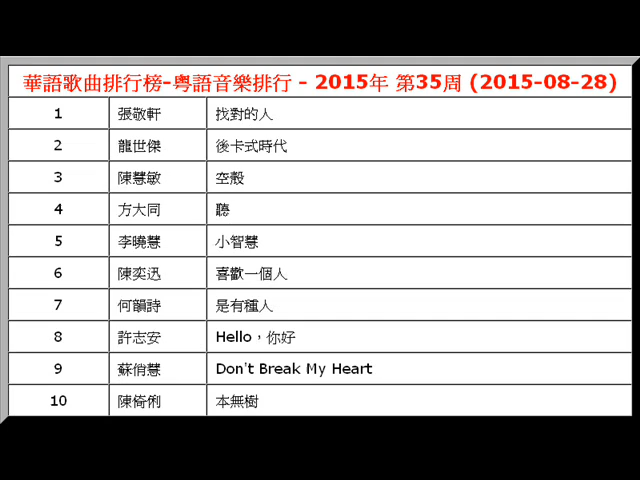 華語歌曲排行榜-粵語音樂排行 - 2015年 第35周 (2015-08-28)
1 張敬軒 找對的人
2 龍世傑 後卡式時代
3 陳慧敏 空殼
4 方大同 聽
5 李曉慧 小智慧
6 陳奕迅 喜歡一個人
7 何韻詩 是有種人
8 許志安 Hello，你好
9 蘇俏慧 Don't Break My Heart
10 陳倚俐 本無樹